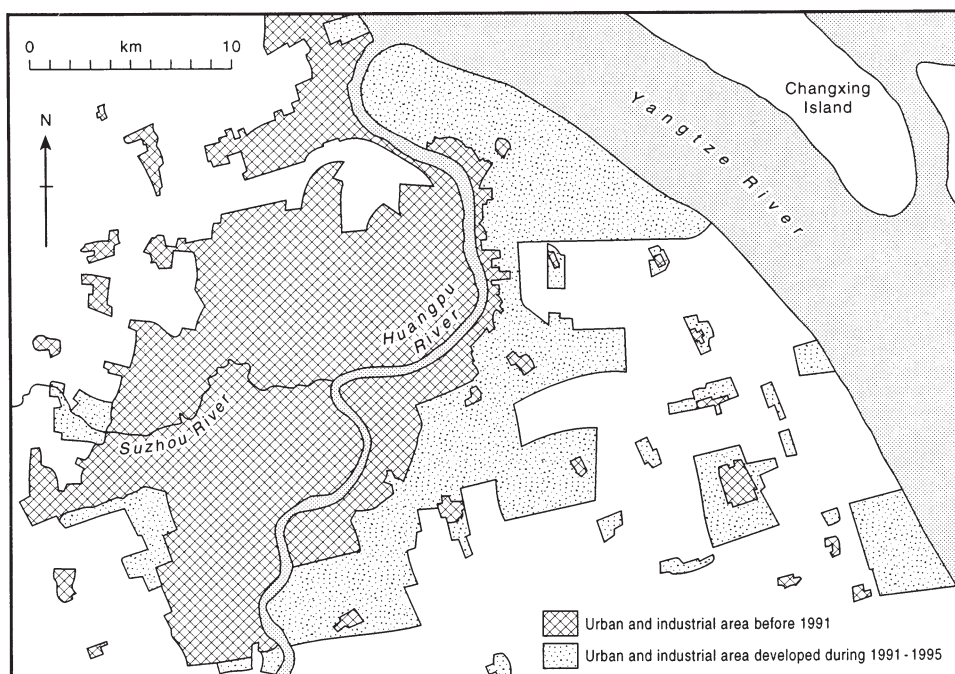 0 km 10
N
Changxing
Island
Yangtze River
Huangpu
River
Suzhou River
Urban and industrial area before 1991
Urban and industrial area developed during 1991-1995